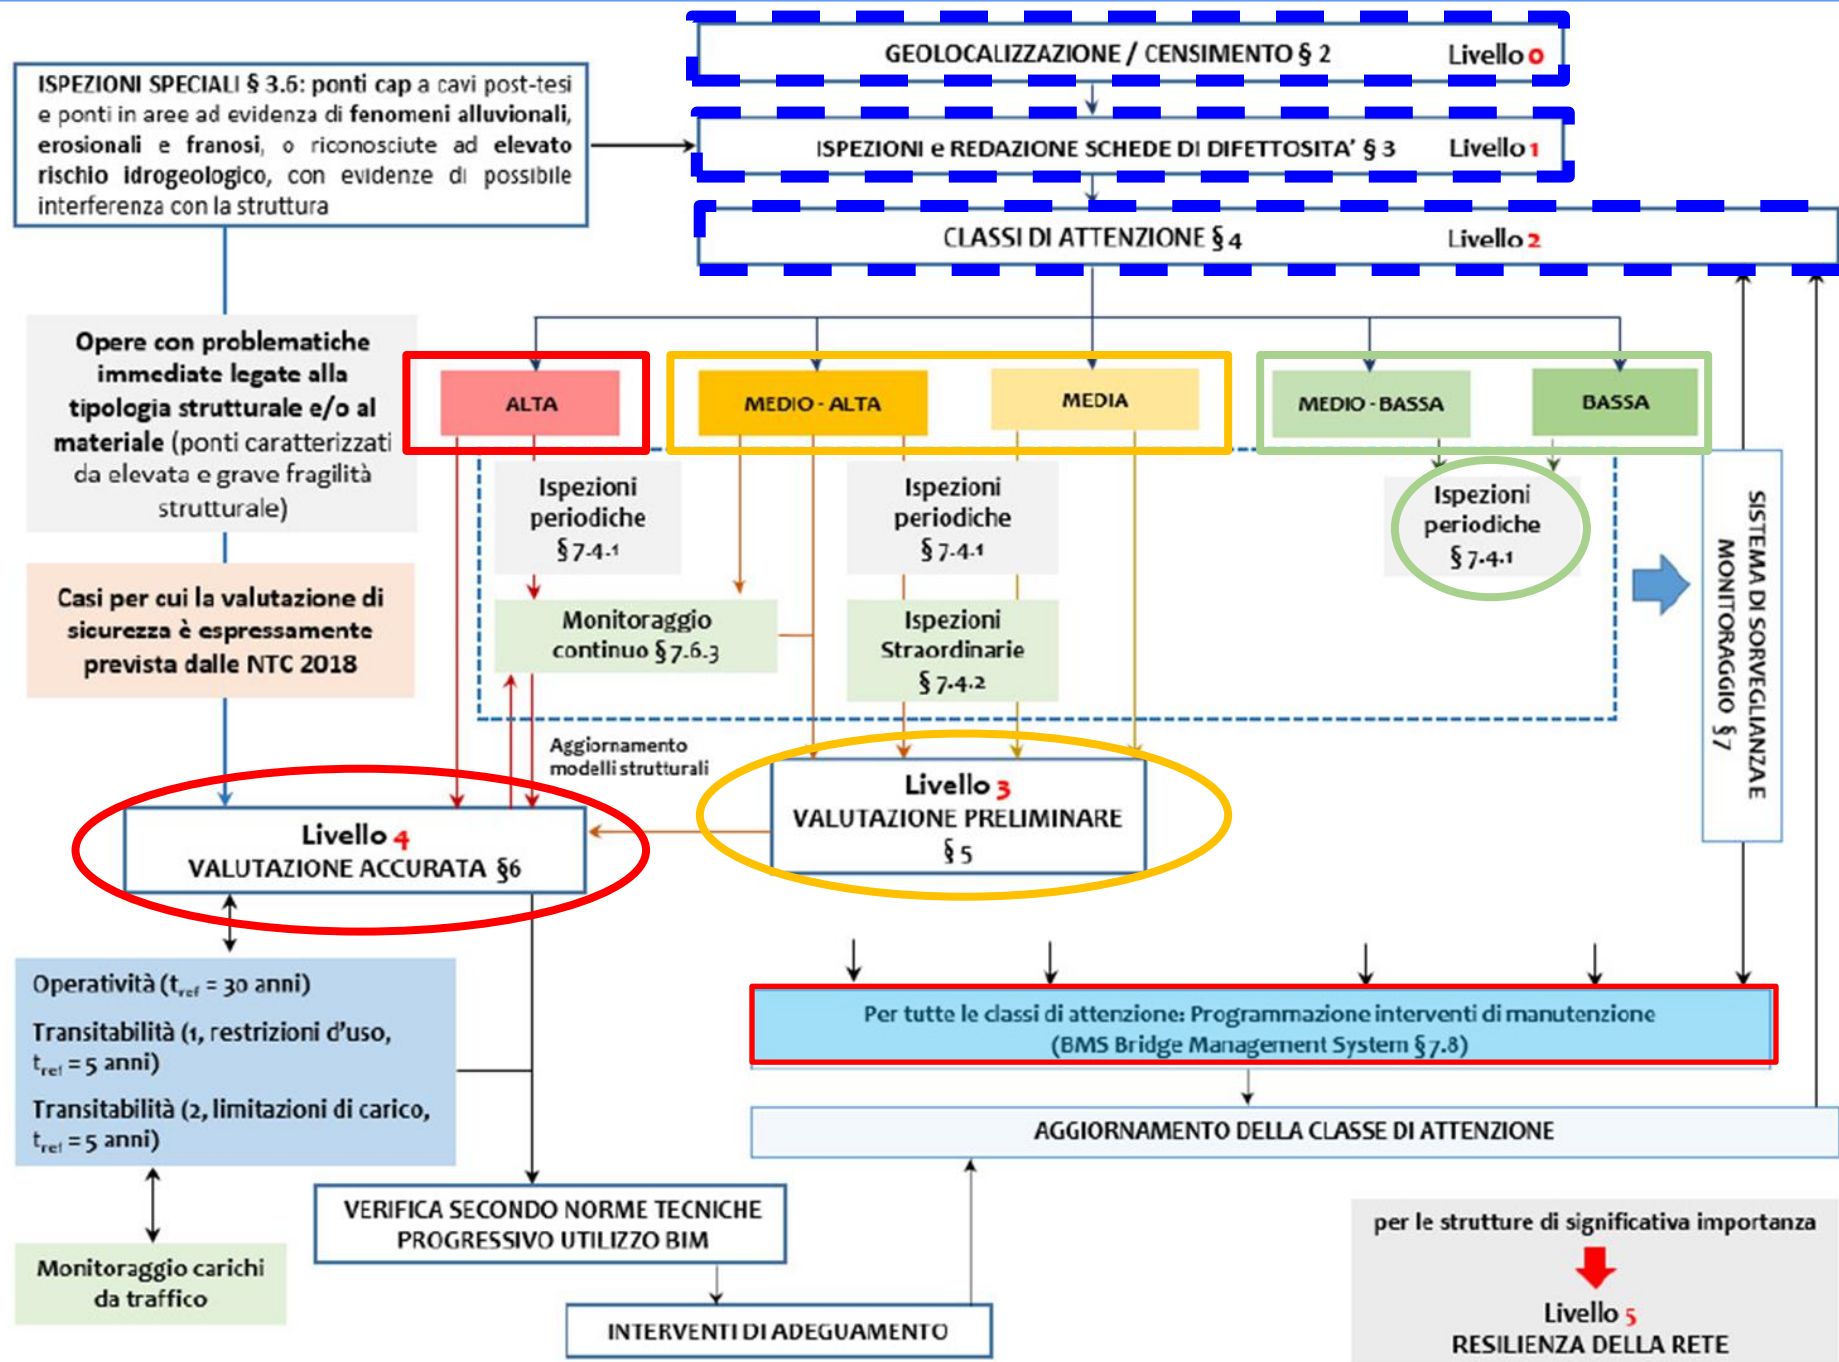 GEOLOCALIZZAZIONE / CENSIMENTO § 2 Livello 0
ISPEZIONI SPECIALI § 3.6: ponti cap a cavi post-tesi
e ponti in aree ad evidenza di fenomeni alluvionali,
erosionali e franosi, o riconosciute ad elevato
rischio idrogeologico, con evidenze di possibile
interferenza con la struttura
ISPEZIONI e REDAZIONE SCHEDE DI DIFETTOSITA' § 3 Livello 1
CLASSI DI ATTENZIONE § 4 Livello 2
Opere con problematiche
immediate legate alla
tipologia strutturale e/o al
materiale (ponti caratterizzati
da elevata e grave fragilità
strutturale)
ALTA
MEDIO - ALTA
MEDIA
MEDIO - BASSA
BASSA
Ispezioni
periodiche
§ 7.4.1
Ispezioni
periodiche
§ 7.4.1
Ispezioni
periodiche
§ 7.4.1
Casi per cui la valutazione di
sicurezza è espressamente
prevista dalle NTC 2018
Monitoraggio
continuo § 7.6.3
Ispezioni
Straordinarie
§ 7.4.2
SISTEMA DI SORVEGLIANZA E
MONITORAGGIO § 7
Aggiornamento
modelli strutturali
Livello 3
VALUTAZIONE PRELIMINARE
§ 5
Livello 4
VALUTAZIONE ACCURATA §6
Operatività (tref = 30 anni)
Transitabilità (1, restrizioni d'uso,
tref = 5 anni)
Transitabilità (2, limitazioni di carico,
tref = 5 anni)
Per tutte le classi di attenzione: Programmazione interventi di manutenzione
(BMS Bridge Management System § 7.8)
AGGIORNAMENTO DELLA CLASSE DI ATTENZIONE
VERIFICA SECONDO NORME TECNICHE
PROGRESSIVO UTILIZZO BIM
Monitoraggio carichi
da traffico
INTERVENTI DI ADEGUAMENTO
per le strutture di significativa importanza
Livello 5
RESILIENZA DELLA RETE